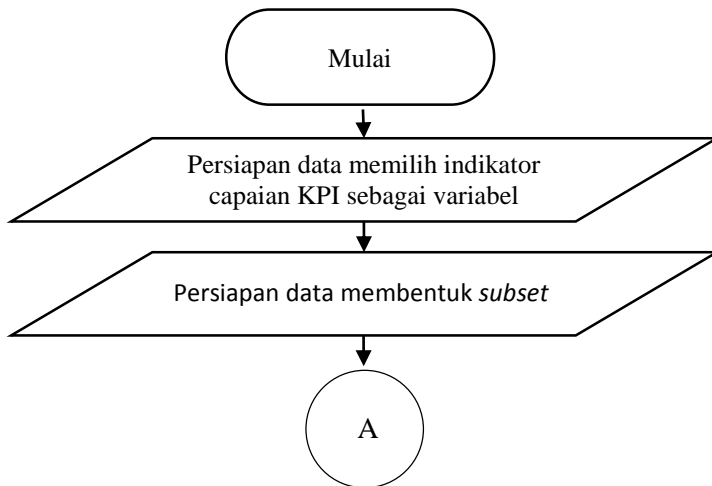 Mulai
Persiapan data memilih indikator
capaian KPI sebagai variabel
Persiapan data membentuk subset
A